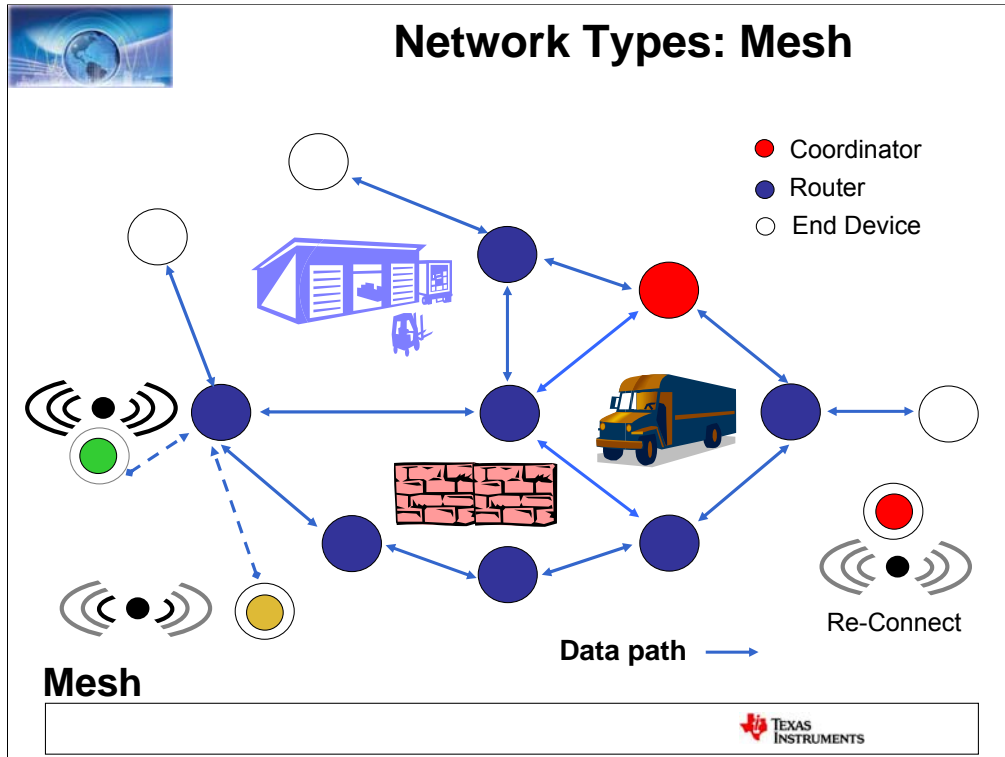 Network Types: Mesh
Coordinator
Router
End Device
Re-Connect
Data path
Mesh
TEXAS
INSTRUMENTS